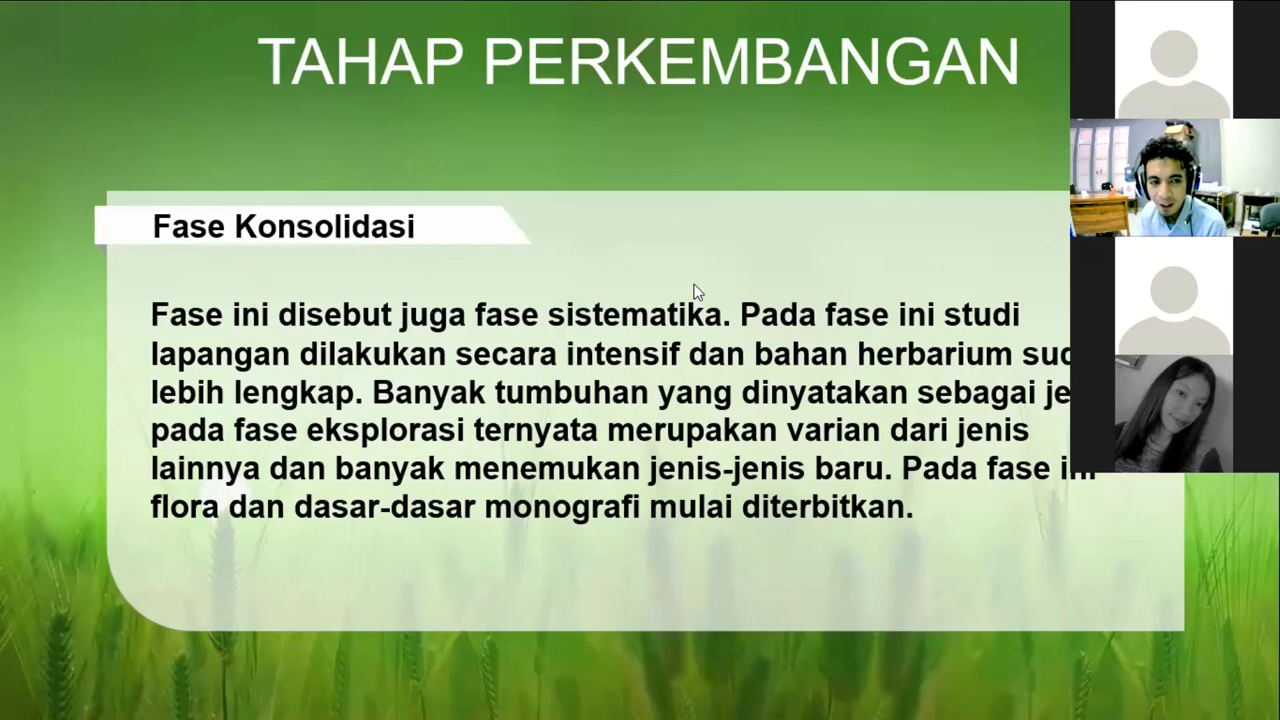 TAHAP PERKEMBANGAN
Fase Konsolidasi
Fase ini disebut juga fase sistematika. Pada fase ini studi
lapangan dilakukan secara intensif dan bahan herbarium
lebih lengkap. Banyak tumbuhan yang dinyatakan sebagai
pada fase eksplorasi ternyata merupakan varian dari jenis
lainnya dan banyak menemukan jenis-jenis baru. Pada fase ini
flora dan dasar-dasar monografi mulai diterbitkan.